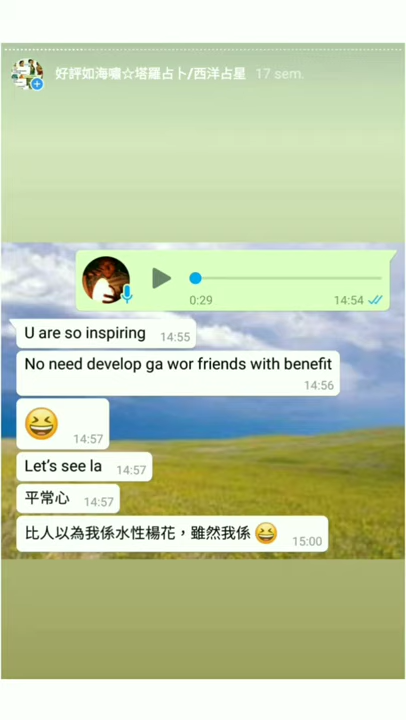 好評如海嘯☆塔羅占卜/西洋占星 17 sem.
0:29 14:54
U are so inspiring 14:55
No need develop ga wor friends with benefit
14:56
14:57
Let's see la 14:57
平常心 14:57
比人以為我係水性楊花，雖然我係😆 15:00